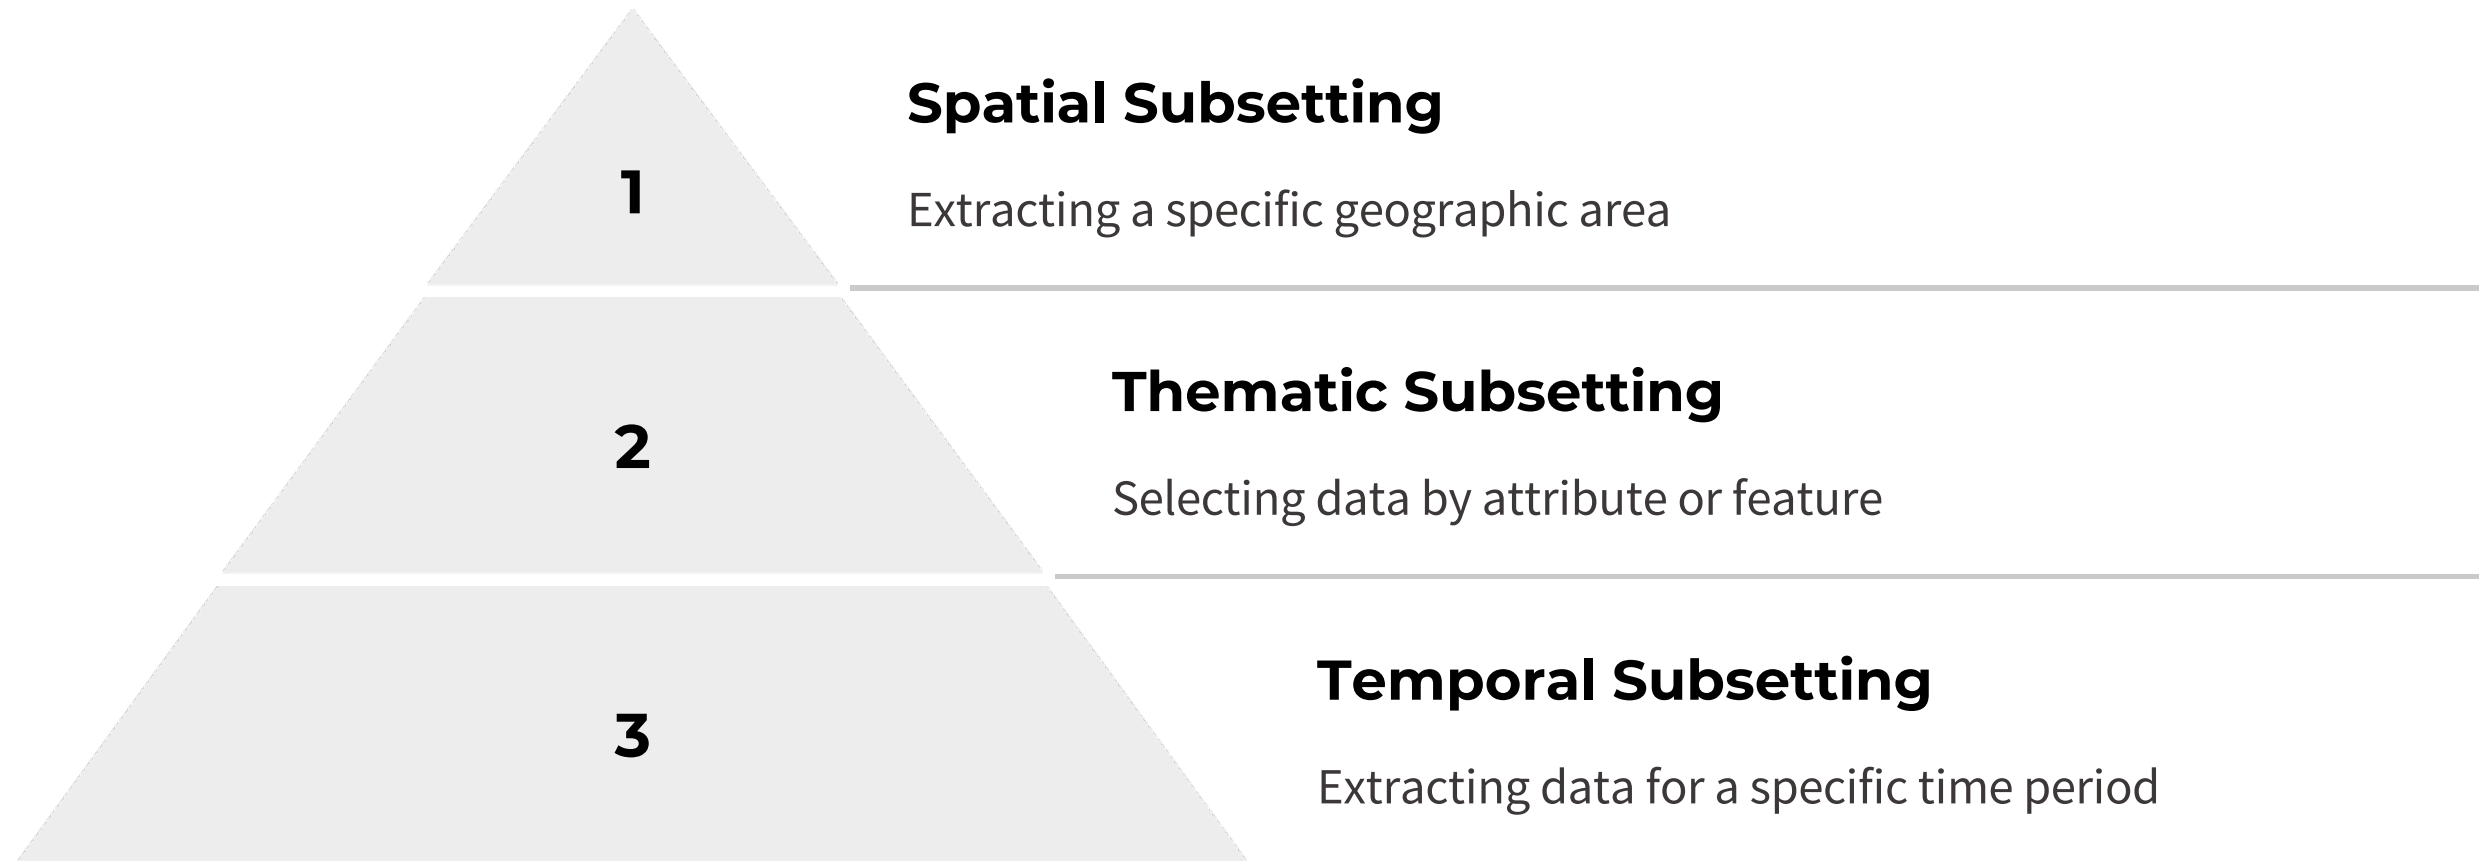 1
Spatial Subsetting
Extracting a specific geographic area
2
Thematic Subsetting
Selecting data by attribute or feature
3
Temporal Subsetting
Extracting data for a specific time period